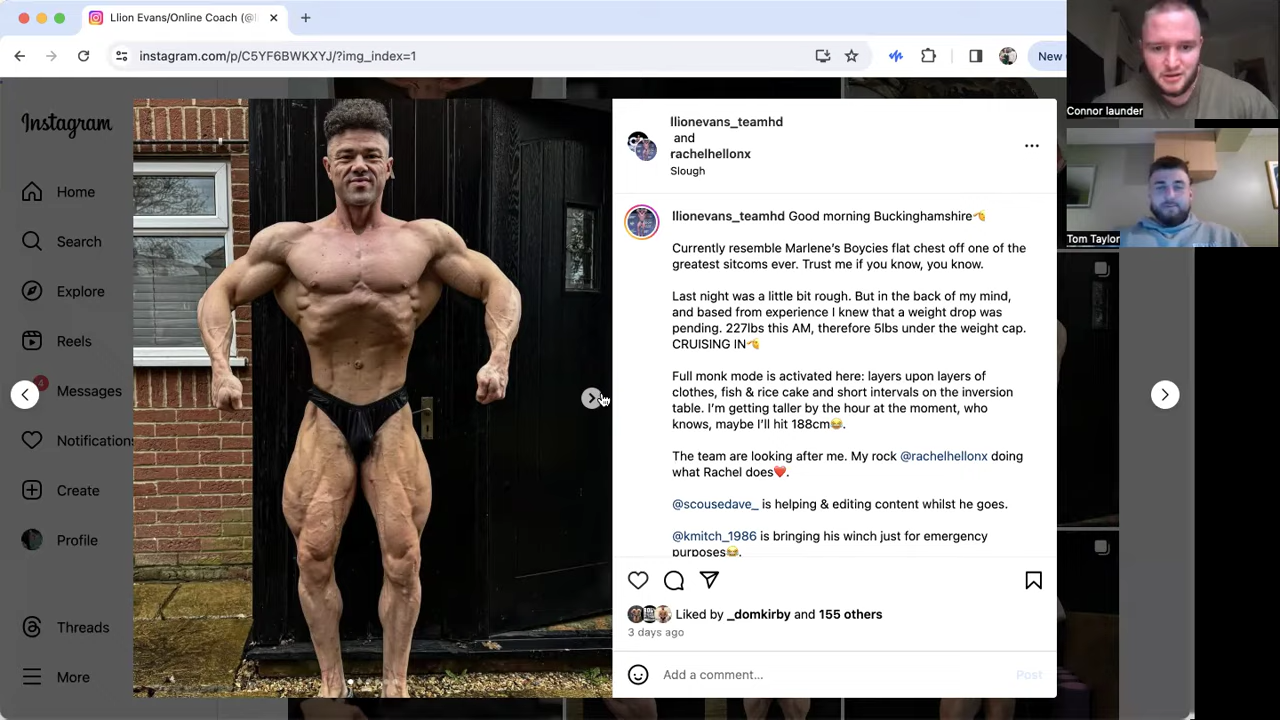 Llion Evans/Online Coach (@l
instagram.com/p/C5YF6BWKXYJ/?img_index=1
New
Connor launder
Tom Taylor
Instagram
Home
Search
Explore
Reels
4
Messages
Notifications
Create
Profile
Threads
More
llionevans_teamhd
and
rachelhellonx
Slough
llionevans_teamhd Good morning Buckinghamshire
Currently resemble Marlene's Boycies flat chest off one of the
greatest sitcoms ever. Trust me if you know, you know.
Last night was a little bit rough. But in the back of my mind,
and based from experience I knew that a weight drop was
pending. 227lbs this AM, therefore 5lbs under the weight cap.
CRUISING IN
Full monk mode is activated here: layers upon layers of
clothes, fish & rice cake and short intervals on the inversion
table. I'm getting taller by the hour at the moment, who
knows, maybe I'll hit 188cm😂.
The team are looking after me. My rock @rachelhellonx doing
what Rachel does❤️.
@scousedave_ is helping & editing content whilst he goes.
@kmitch_1986 is bringing his winch just for emergency
purposes😂.
Liked by _domkirby and 155 others
3 days ago
Add a comment...
Post